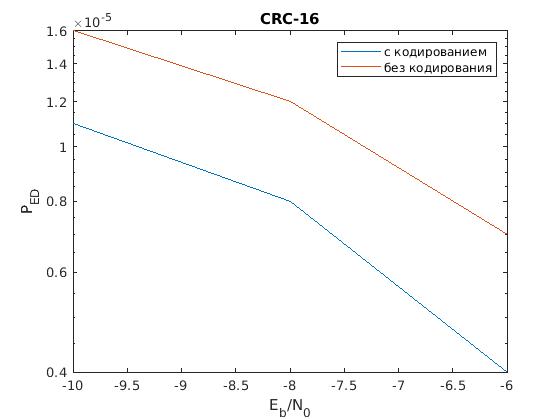 CRC-16
×10^-5
с кодированием
без кодирования
1.6
1.4
1.2
1
0.8
0.6
0.4
P_ED
-10 -9.5 -9 -8.5 -8 -7.5 -7 -6.5 -6
E_b/N_0